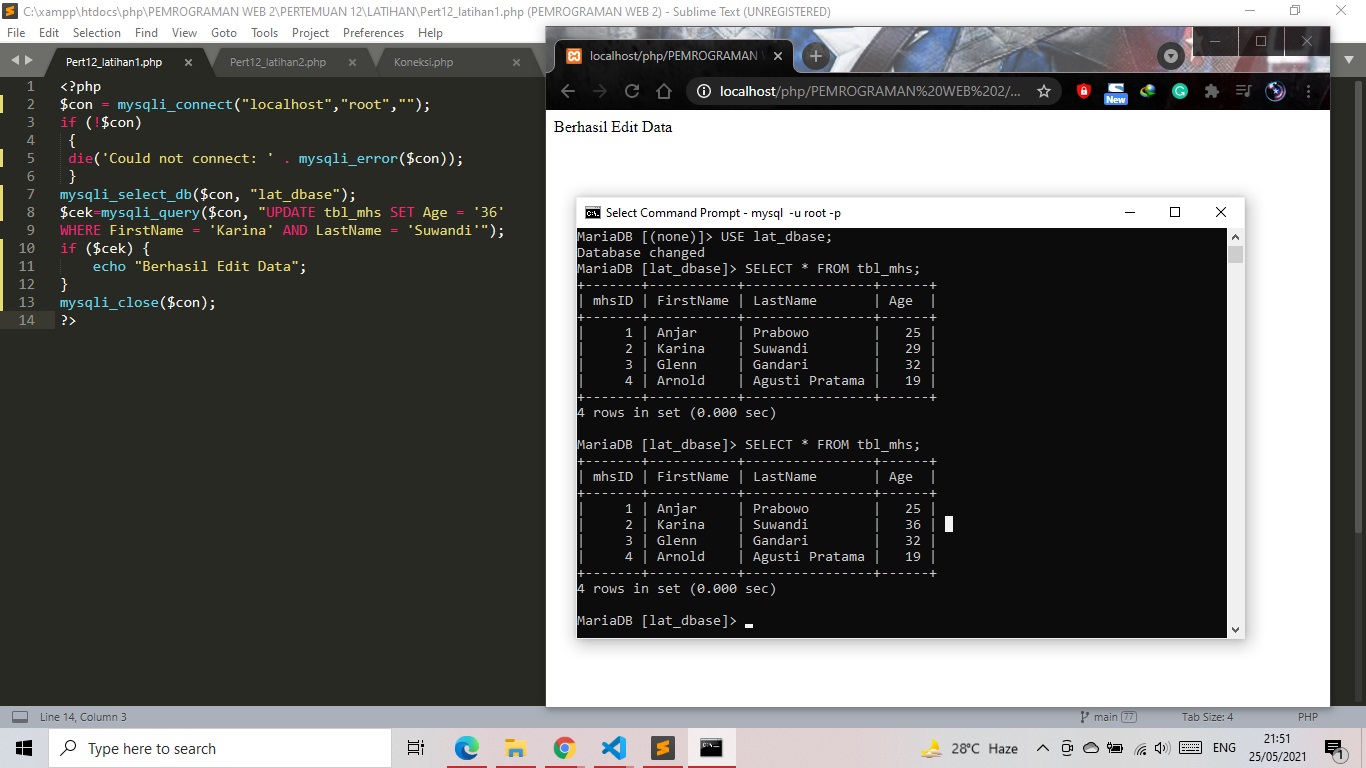 C:\xampp\htdocs\php\PEMROGRAMAN WEB 2\PERTEMUAN 12\LATIHAN\Pert12_latihan1.php (PEMROGRAMAN WEB 2) - Sublime Text (UNREGISTERED)
File Edit Selection Find View Goto Tools Project Preferences Help
Pert12_latihan1.php Pert12_latihan2.php Koneksi.php
1 <?php
2 $con = mysqli_connect("localhost","root","");
3 if (!$con)
4 {
5 die('Could not connect: ' . mysqli_error($con));
6 }
7 mysqli_select_db($con, "lat_dbase");
8 $cek=mysqli_query($con, "UPDATE tbl_mhs SET Age = '36'
9 WHERE FirstName = 'Karina' AND LastName = 'Suwandi'");
10 if ($cek) {
11 echo "Berhasil Edit Data";
12 }
13 mysqli_close($con);
14 ?>
localhost/php/PEMROGRAMAN
localhost/php/PEMROGRAMAN%20WEB%202/...
New
Berhasil Edit Data
Select Command Prompt - mysql -u root -p
MariaDB [(none)]> USE lat_dbase;
Database changed
MariaDB [lat_dbase]> SELECT * FROM tbl_mhs;
+-------+-----------+----------------+------+
| mhsID | FirstName | LastName       | Age  |
+-------+-----------+----------------+------+
|     1 | Anjar     | Prabowo        |   25 |
|     2 | Karina    | Suwandi        |   29 |
|     3 | Glenn     | Gandari        |   32 |
|     4 | Arnold    | Agusti Pratama |   19 |
+-------+-----------+----------------+------+
4 rows in set (0.000 sec)
MariaDB [lat_dbase]> SELECT * FROM tbl_mhs;
+-------+-----------+----------------+------+
| mhsID | FirstName | LastName       | Age  |
+-------+-----------+----------------+------+
|     1 | Anjar     | Prabowo        |   25 |
|     2 | Karina    | Suwandi        |   36 |
|     3 | Glenn     | Gandari        |   32 |
|     4 | Arnold    | Agusti Pratama |   19 |
+-------+-----------+----------------+------+
4 rows in set (0.000 sec)
MariaDB [lat_dbase]>
Line 14, Column 3 main 77 Tab Size: 4 PHP
Type here to search 28°C Haze ENG 21:51
25/05/2021 1